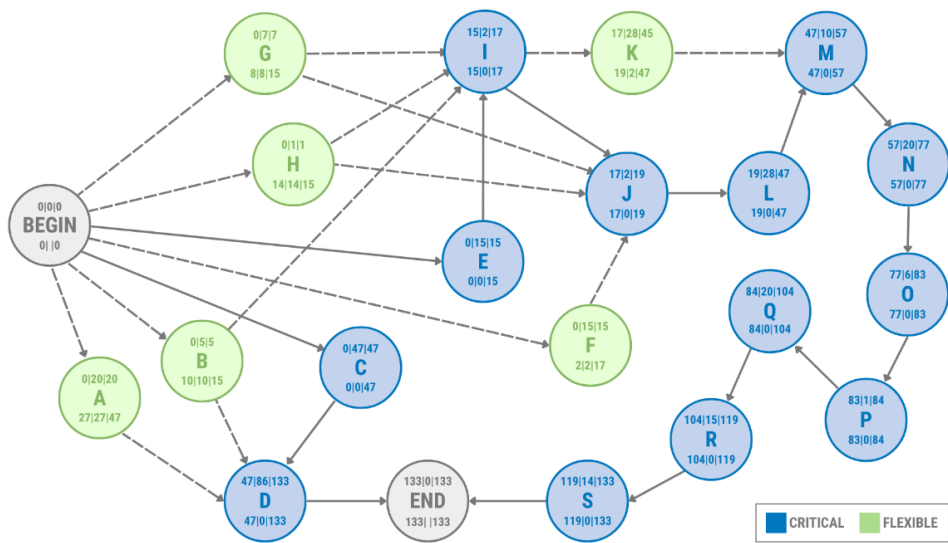 0|7|7
G
8|8|15
15|2|17
I
15|0|17
17|28|45
K
19|2|47
47|10|57
M
47|0|57
0|1|1
H
14|14|15
57|20|77
N
57|0|77
17|2|19
J
17|0|19
19|28|47
L
19|0|47
0|0|0
BEGIN
0| |0
0|15|15
E
0|0|15
77|6|83
O
77|0|83
84|20|104
Q
84|0|104
0|15|15
F
2|2|17
0|5|5
B
10|10|15
0|47|47
C
0|0|47
0|20|20
A
27|27|47
83|1|84
P
83|0|84
104|15|119
R
104|0|119
47|86|133
D
47|0|133
133|0|133
END
133| |133
119|14|133
S
119|0|133
CRITICAL FLEXIBLE